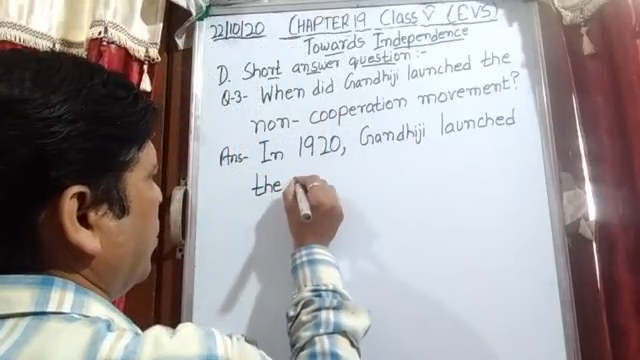 22/10/20 CHAPTER 19 Class V (EVS)
Towards Independence
D. Short answer question :-
Q.3- When did Gandhiji launched the
non-cooperation movement?
Ans- In 1920, Gandhiji launched
the